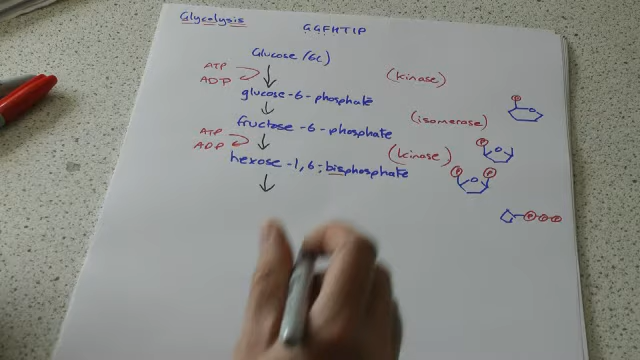 Glycolysis
GGFHTIP
Glucose (6C)
ATP
ADP
(kinase)
glucose-6-phosphate
P
(isomerose)
fructose-6-phosphate
ATP
ADP
(kinase)
P
hexose-1,6-bisphosphate
P P
P P P